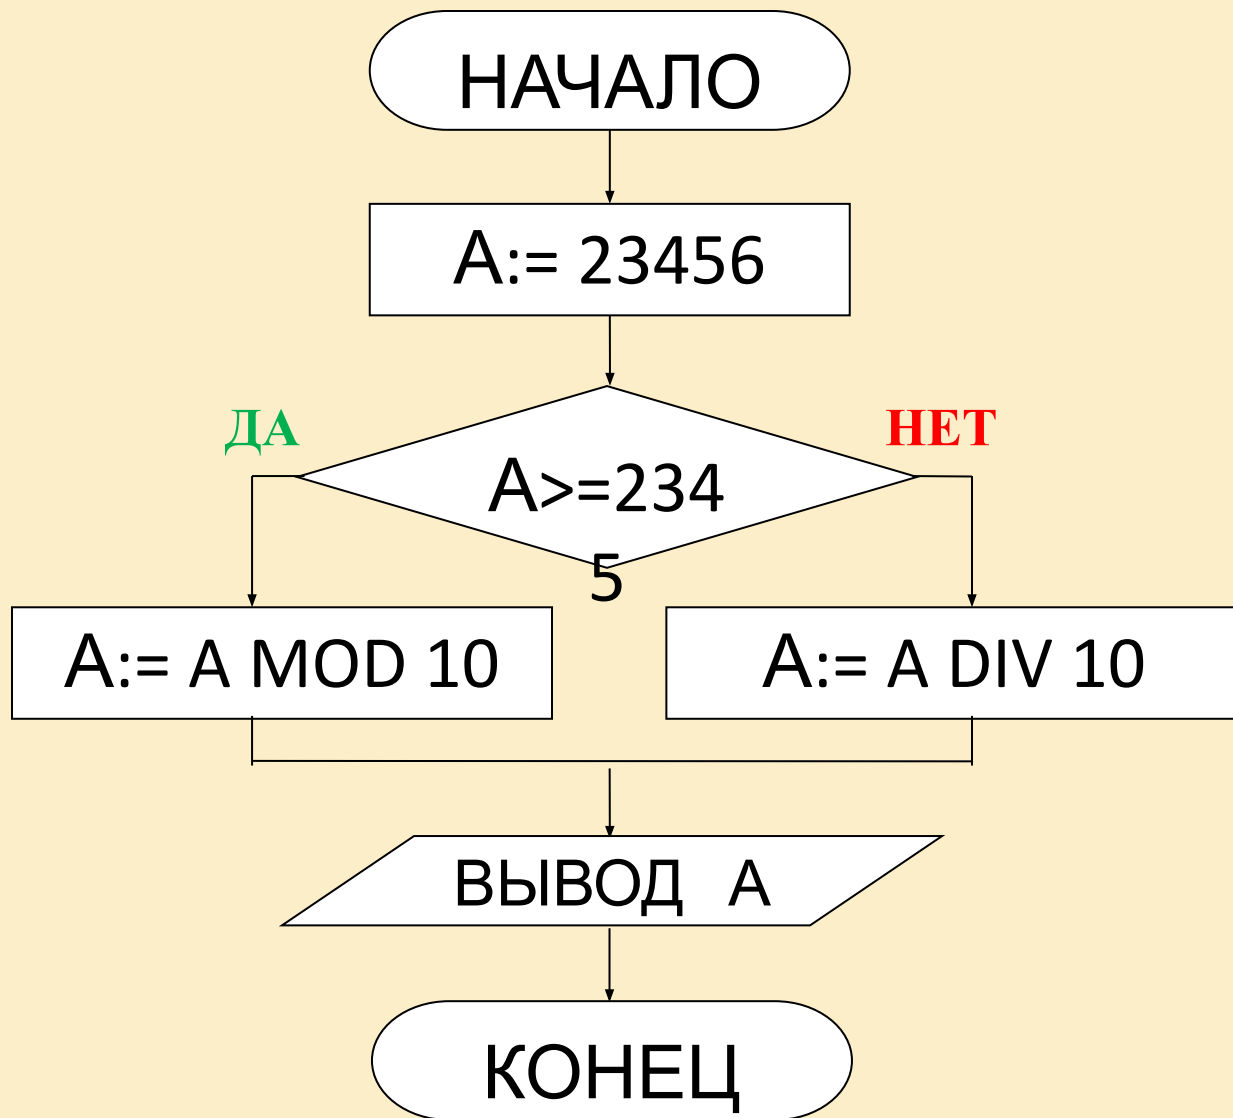 НАЧАЛО
А:= 23456
ДА
НЕТ
А>=234
5
А:= A MOD 10
А:= A DIV 10
ВЫВОД А
КОНЕЦ